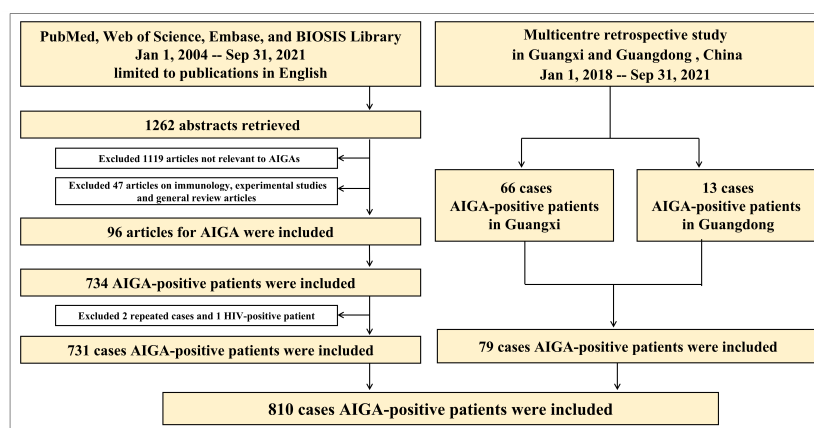 PubMed, Web of Science, Embase, and BIOSIS Library
Jan 1, 2004 -- Sep 31, 2021
limited to publications in English
1262 abstracts retrieved
Excluded 1119 articles not relevant to AIGAs
Excluded 47 articles on immunology, experimental studies
and general review articles
96 articles for AIGA were included
734 AIGA-positive patients were included
Excluded 2 repeated cases and 1 HIV-positive patient
731 cases AIGA-positive patients were included
Multicentre retrospective study
in Guangxi and Guangdong , China
Jan 1, 2018 -- Sep 31, 2021
66 cases
AIGA-positive patients
in Guangxi
13 cases
AIGA-positive patients
in Guangdong
79 cases AIGA-positive patients were included
810 cases AIGA-positive patients were included